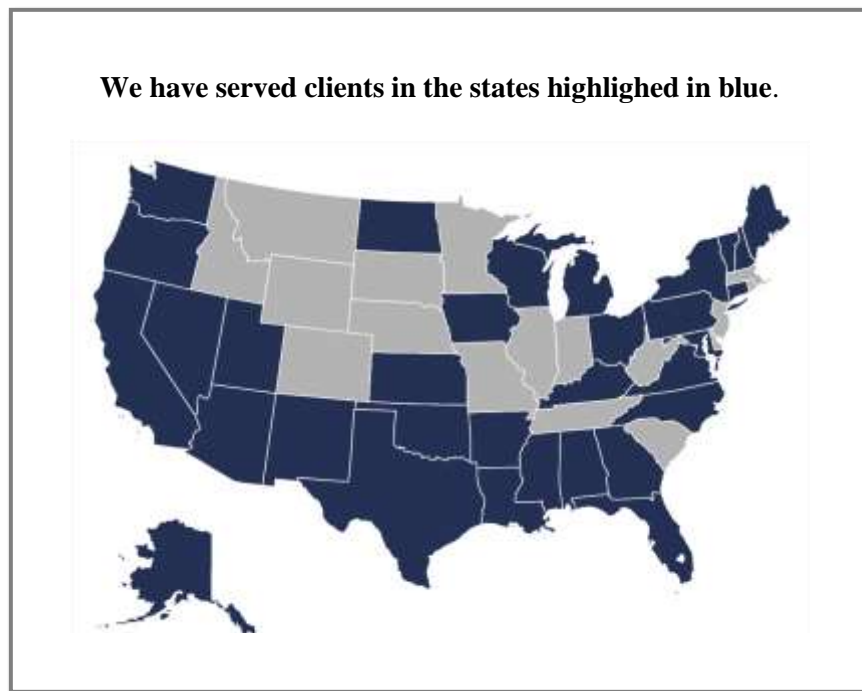 We have served clients in the states highlighed in blue.